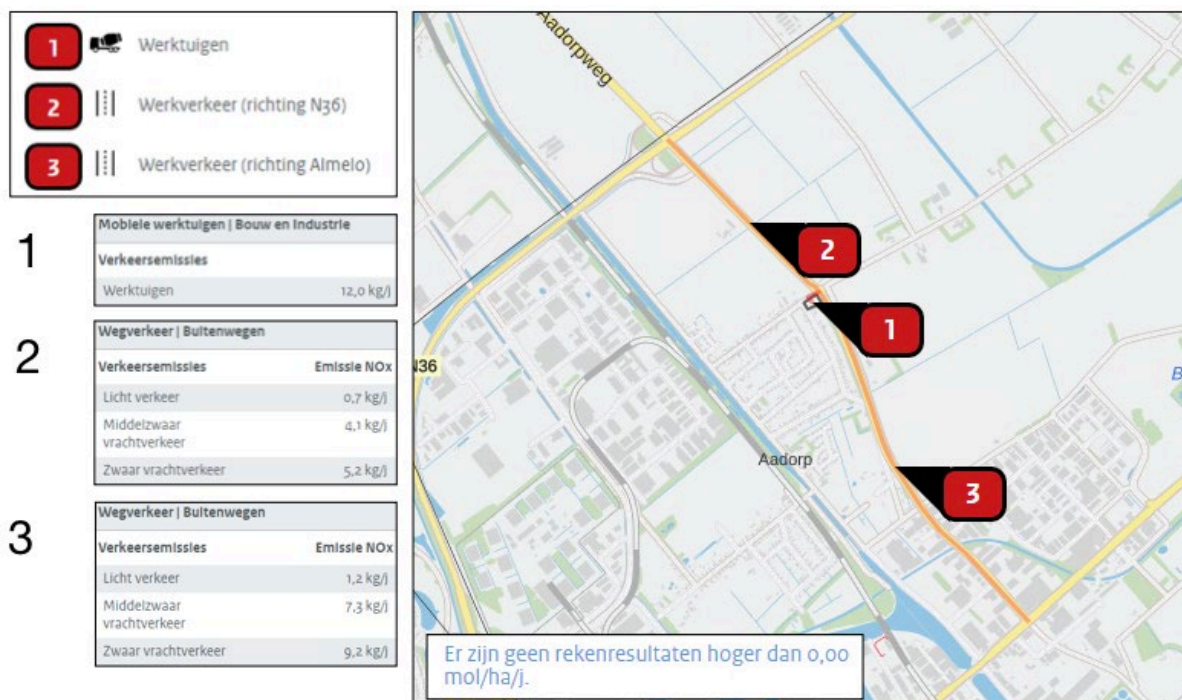 1 Werktuigen
2 Werkverkeer (richting N36)
3 Werkverkeer (richting Almelo)
1
Mobiele werktuigen | Bouw en Industrie
Verkeersemissies
Werktuigen 12,0 kg/j
2
Wegverkeer | Buitenwegen
Verkeersemissies Emissie NOx
Licht verkeer 0,7 kg/j
Middelzwaar 4,1 kg/j
vrachtverkeer
Zwaar vrachtverkeer 5,2 kg/j
3
Wegverkeer | Buitenwegen
Verkeersemissies Emissie NOx
Licht verkeer 1,2 kg/j
Middelzwaar 7,3 kg/j
vrachtverkeer
Zwaar vrachtverkeer 9,2 kg/j
Aadorpweg
2
1
N36
B
Aadorp
3
Er zijn geen rekenresultaten hoger dan 0,00
mol/ha/j.